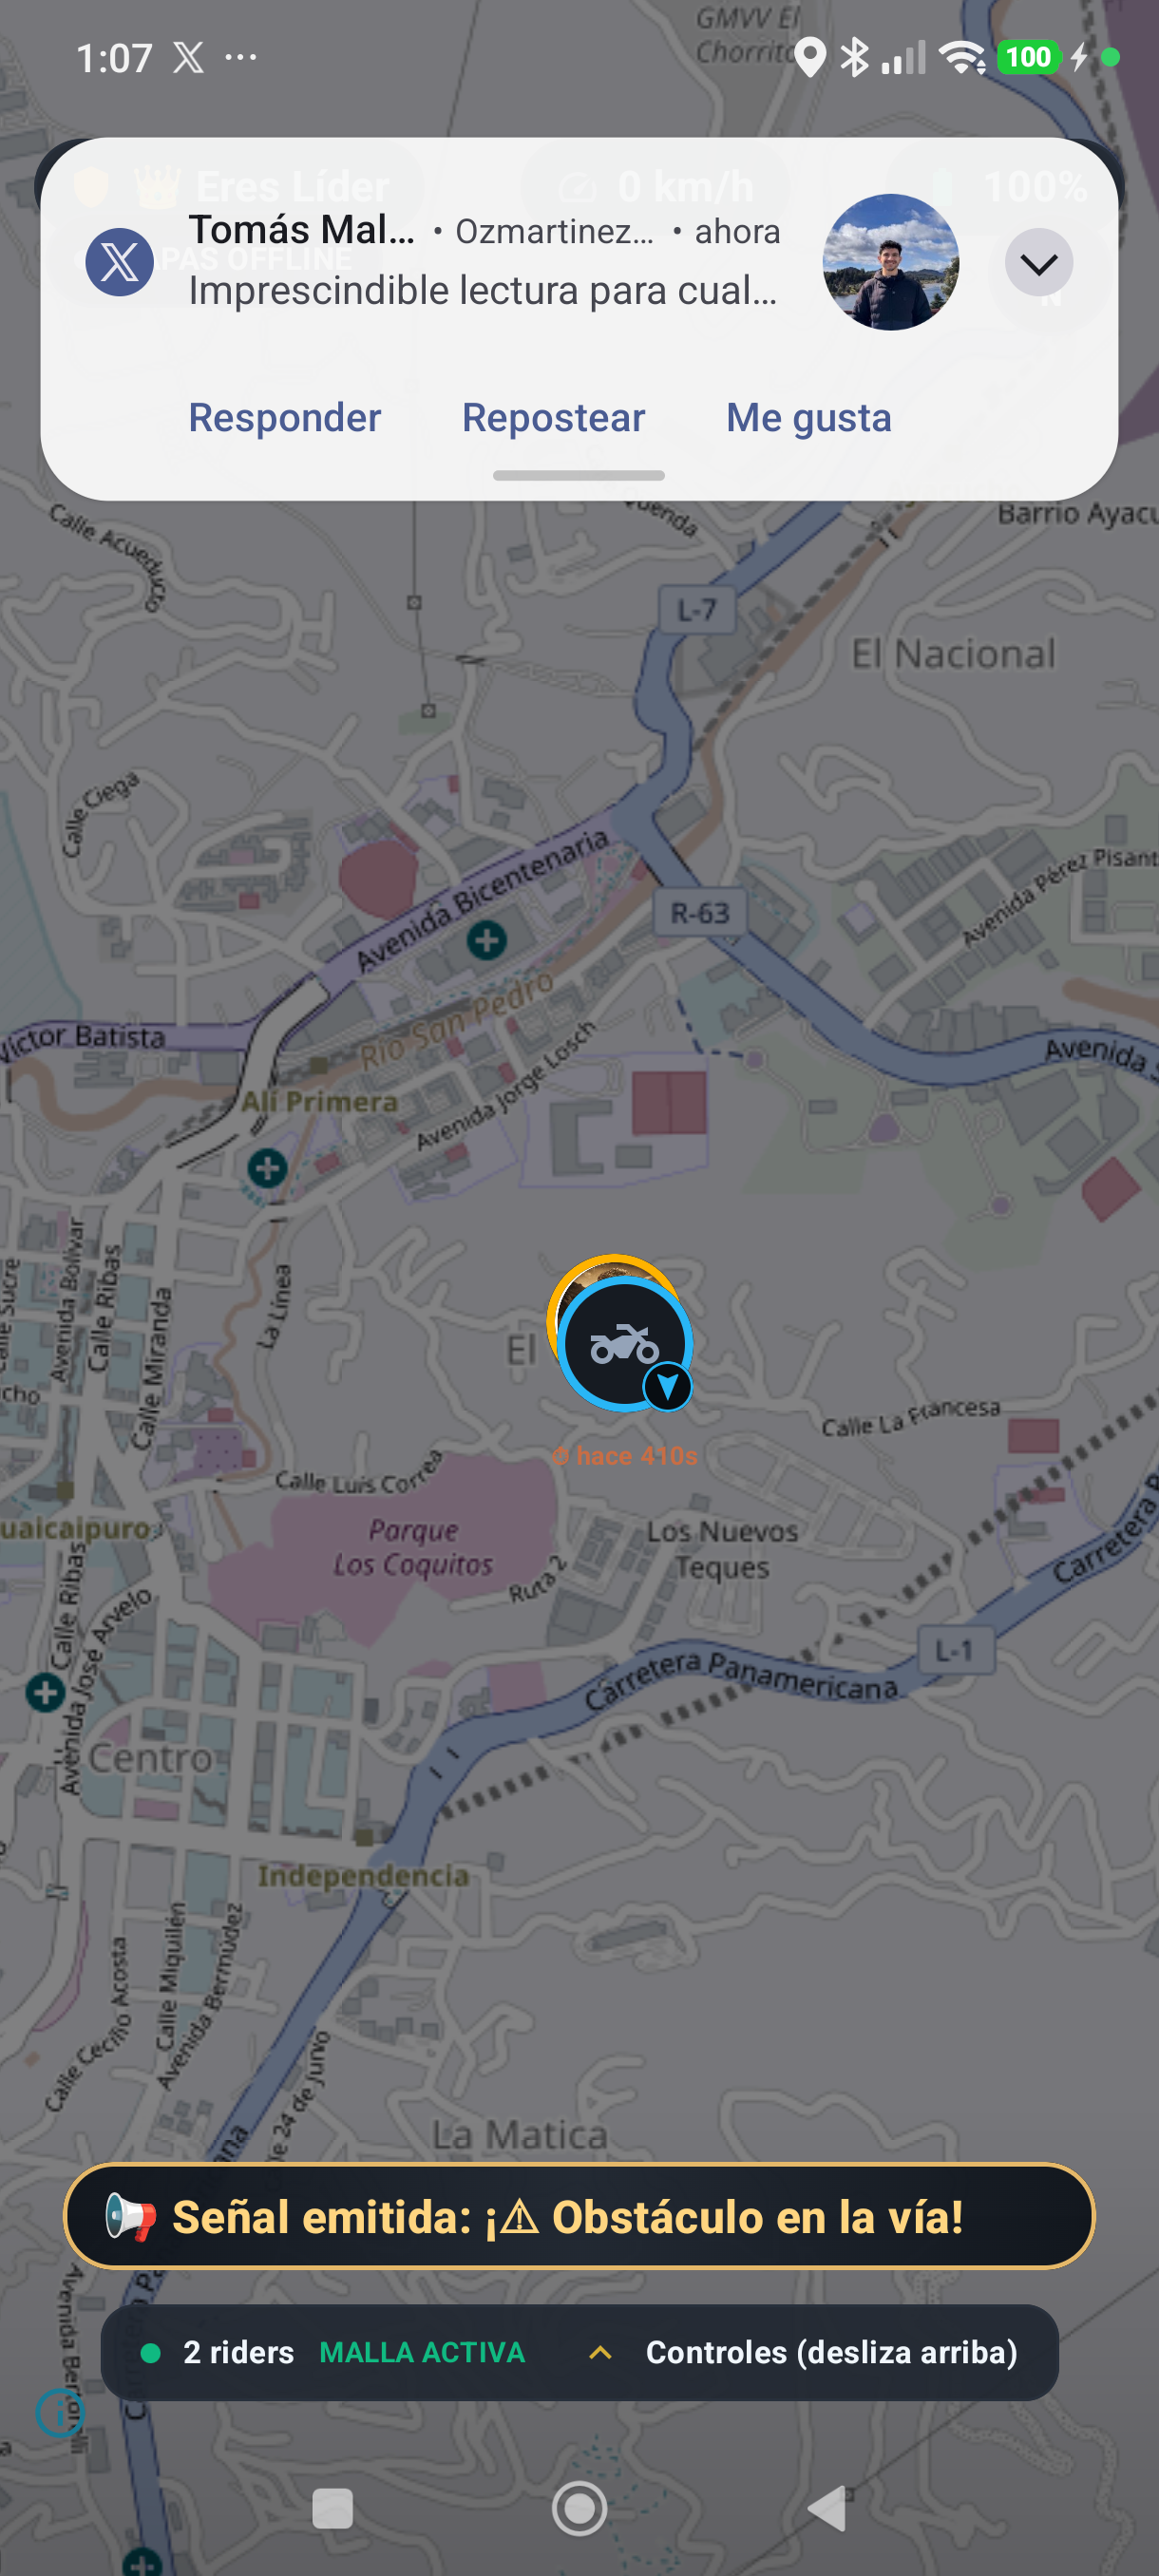 GMVV El
Chorrito
1:07 X ...
100
Eres Líder
0 km/h
100%
Tomás Mal... • Ozmartinez... • ahora
PAS OFFLINE
Imprescindible lectura para cual...
N
Responder Repostear Me gusta
Barrio Ayacu
Calle Acueducto
L-7
El Nacional
Calle Ciega
Avenida Pérez Pisant
Avenida Bicentenaria
R-63
Víctor Batista
Río San Pedro
Avenida
Avenida Jorge Losch
Alí Primera
Avenida Bolívar
Calle Ribas
Calle Miranda
La Línea
Sucre
El
Calle La Francesa
hace 410s
Calle Luis Correa
Parque
Los Coquitos
Los Nuevos
Teques
Ruta 2
uaicaipuro
Calle Ribas
Avenida José Arvelo
Carretera
L-1
Carretera Panamericana
Centro
Independencia
Calle Miquilén
Avenida Bermúdez
Calle Cecilio Acosta
24 de Junio
La Matica
Señal emitida: ¡⚠ Obstáculo en la vía!
2 riders MALLA ACTIVA Controles (desliza arriba)